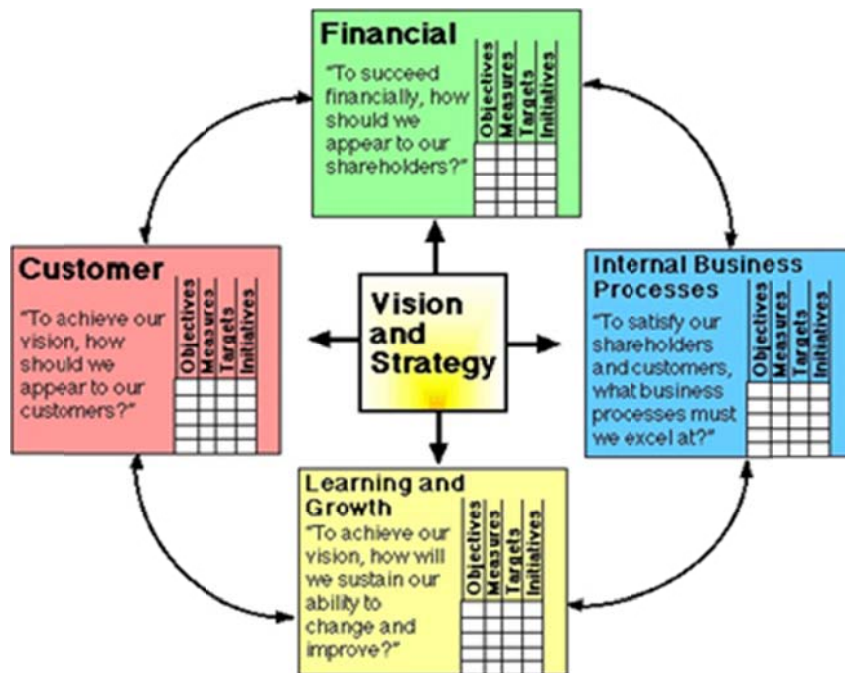 Financial
"To succeed
financially, how
should we
appear to our
shareholders?"
Objectives
Measures
Targets
Initiatives
Customer
"To achieve our
vision, how
should we
appear to our
customers?"
Objectives
Measures
Targets
Initiatives
Vision
and
Strategy
Internal Business
Processes
"To satisfy our
shareholders
and customers,
what business
processes must
we excel at?"
Objectives
Measures
Targets
Initiatives
Learning and
Growth
"To achieve our
vision, how will
we sustain our
ability to
change and
improve?"
Objectives
Measures
Targets
Initiatives